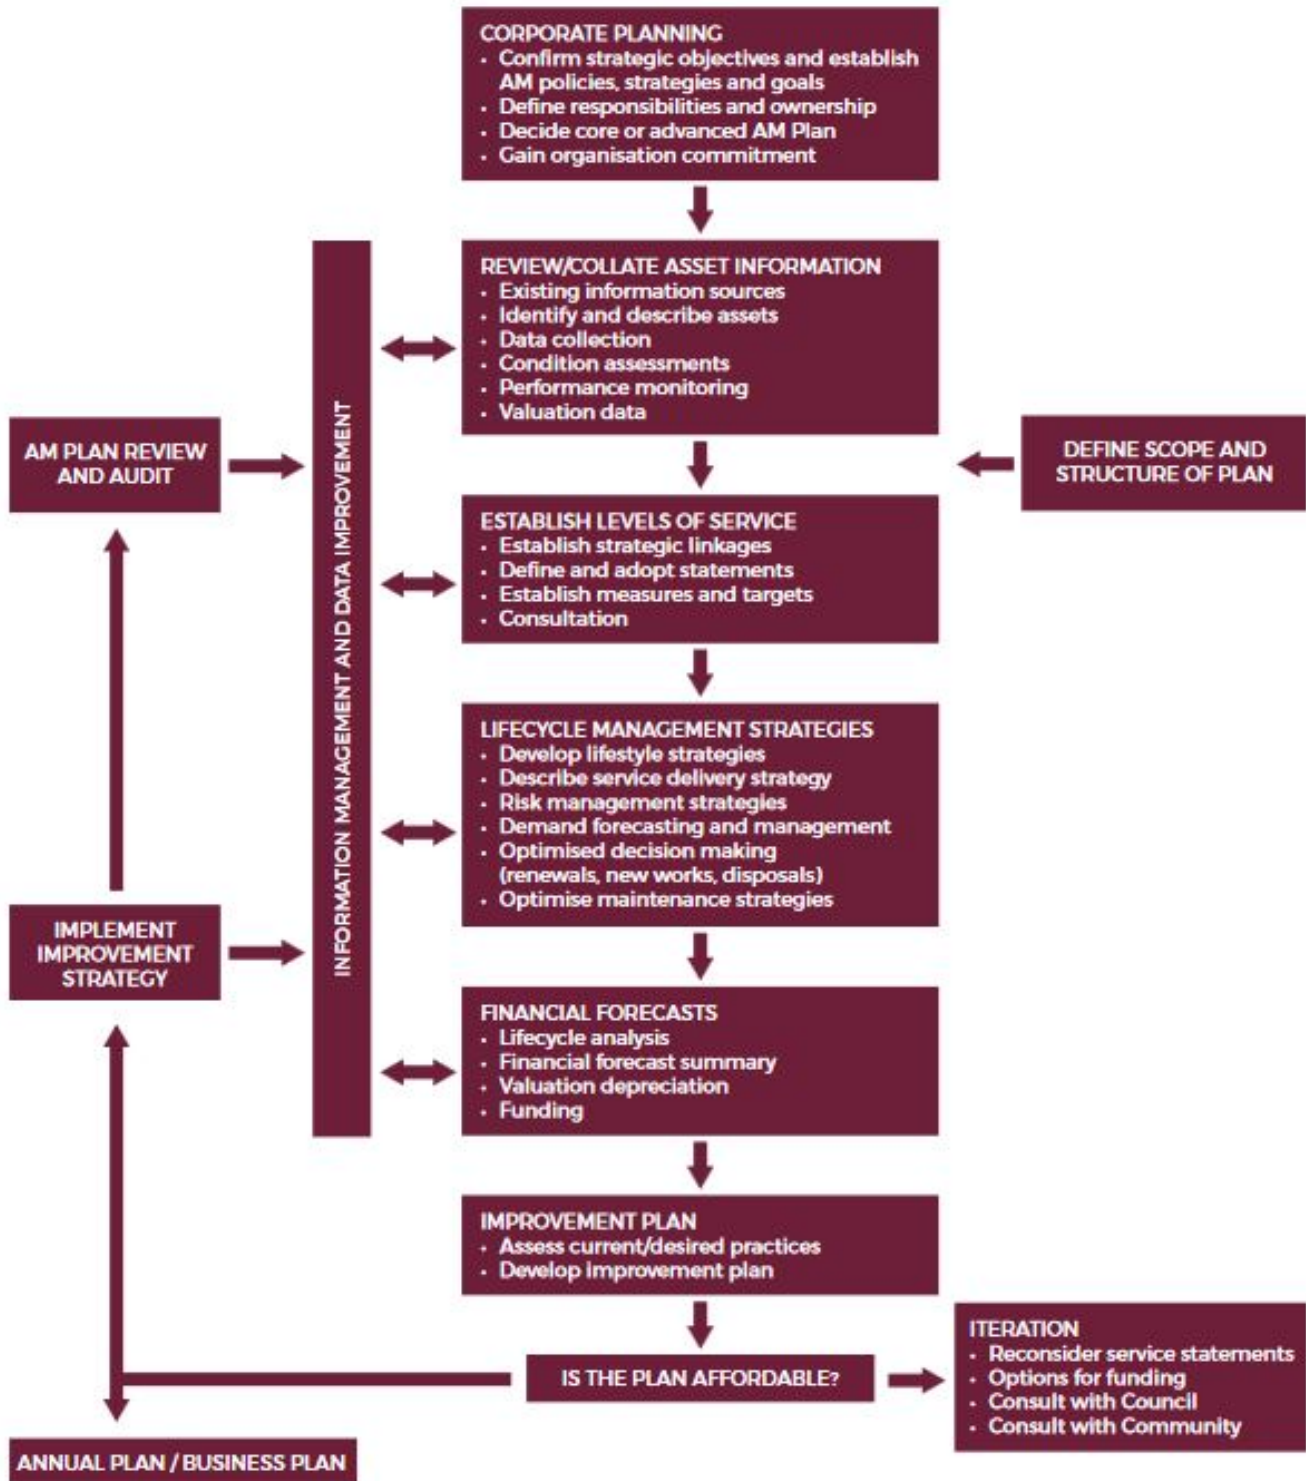 CORPORATE PLANNING
• Confirm strategic objectives and establish
AM policies, strategies and goals
• Define responsibilities and ownership
• Decide core or advanced AM Plan
• Gain organisation commitment
REVIEW/COLLATE ASSET INFORMATION
• Existing information sources
• Identify and describe assets
• Data collection
• Condition assessments
• Performance monitoring
• Valuation data
AM PLAN REVIEW
AND AUDIT
INFORMATION MANAGEMENT AND DATA IMPROVEMENT
DEFINE SCOPE AND
STRUCTURE OF PLAN
ESTABLISH LEVELS OF SERVICE
• Establish strategic linkages
• Define and adopt statements
• Establish measures and targets
• Consultation
LIFECYCLE MANAGEMENT STRATEGIES
• Develop lifestyle strategies
• Describe service delivery strategy
• Risk management strategies
• Demand forecasting and management
• Optimised decision making
(renewals, new works, disposals)
• Optimise maintenance strategies
IMPLEMENT
IMPROVEMENT
STRATEGY
FINANCIAL FORECASTS
• Lifecycle analysis
• Financial forecast summary
• Valuation depreciation
• Funding
IMPROVEMENT PLAN
• Assess current/desired practices
• Develop improvement plan
IS THE PLAN AFFORDABLE?
ITERATION
• Reconsider service statements
• Options for funding
• Consult with Council
• Consult with Community
ANNUAL PLAN / BUSINESS PLAN